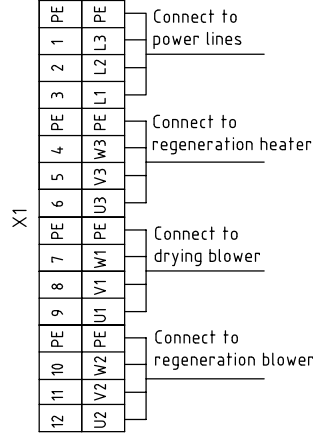 X1
PE PE
1 L3
2 L2
3 L1
Connect to
power lines
PE PE
4 W3
5 V3
6 U3
Connect to
regeneration heater
PE PE
7 W1
8 V1
9 U1
Connect to
drying blower
PE PE
10 W2
11 V2
12 U2
Connect to
regeneration blower